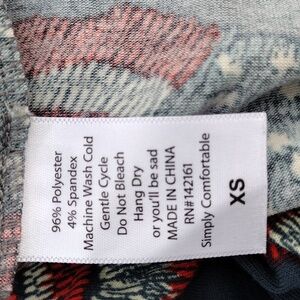 96% Polyester
4% Spandex
Machine Wash Cold
Gentle Cycle
Do Not Bleach
Hang Dry
or you'll be sad
MADE IN CHINA
RN#142161
Simply Comfortable
XS